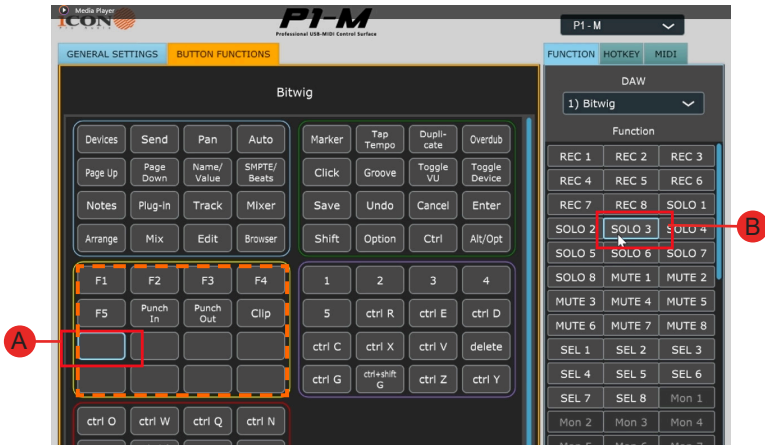 Media Player
iCON
PRO AUDIO
P1-M
Professional USB-MIDI Control Surface
P1-M
GENERAL SETTINGS
BUTTON FUNCTIONS
FUNCTION
HOTKEY
MIDI
Bitwig
DAW
1) Bitwig
Function
Devices Send Pan Auto
Page Up Page Down Name/Value SMPTE/Beats
Notes Plug-in Track Mixer
Arrange Mix Edit Browser
Marker Tap Tempo Dupli-cate Overdub
Click Groove Toggle VU Toggle Device
Save Undo Cancel Enter
Shift Option Ctrl Alt/Opt
F1 F2 F3 F4
F5 Punch In Punch Out Clip
1 2 3 4
5 ctrl R ctrl E ctrl D
ctrl C ctrl X ctrl V delete
ctrl G ctrl+shift G ctrl Z ctrl Y
ctrl O ctrl W ctrl Q ctrl N
REC 1 REC 2 REC 3
REC 4 REC 5 REC 6
REC 7 REC 8 SOLO 1
SOLO 2 SOLO 3 SOLO 4
SOLO 5 SOLO 6 SOLO 7
SOLO 8 MUTE 1 MUTE 2
MUTE 3 MUTE 4 MUTE 5
MUTE 6 MUTE 7 MUTE 8
SEL 1 SEL 2 SEL 3
SEL 4 SEL 5 SEL 6
SEL 7 SEL 8 Mon 1
Mon 2 Mon 3 Mon 4
Mon 5 Mon 6 Mon 7
A
B